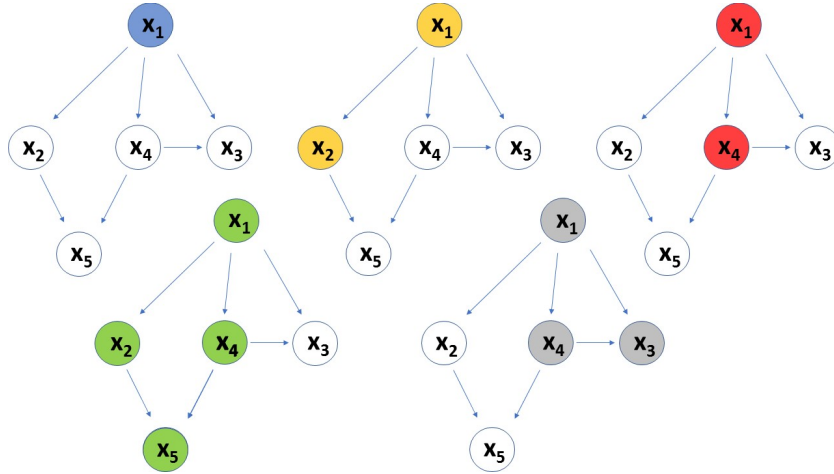 x₁ x₁ x₁
x₂ x₄ x₃ x₂ x₄ x₃ x₂ x₄ x₃
x₅ x₁ x₅ x₁ x₅
x₂ x₄ x₃ x₂ x₄ x₃
x₅ x₅